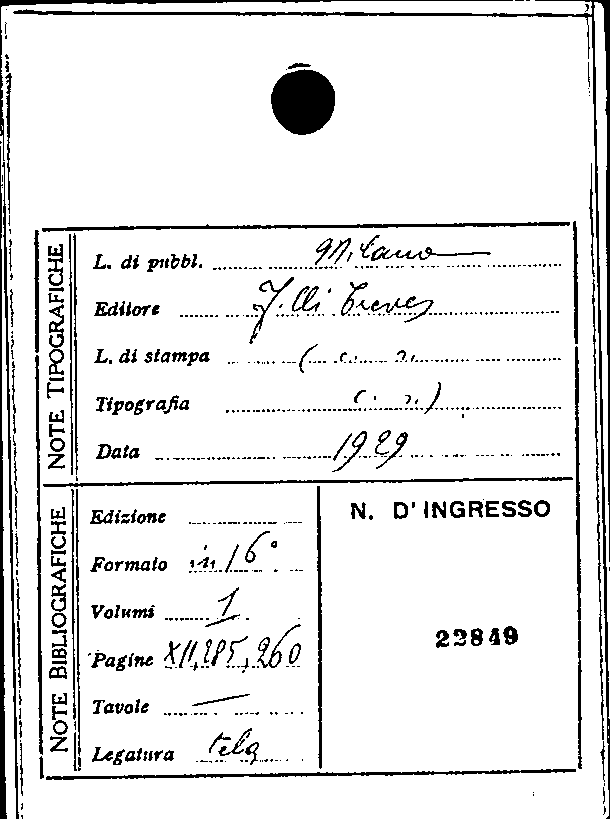 NOTE TIPOGRAFICHE
L. di pubbl. Milano
Editore F.lli Treves
L. di stampa (c. s.
Tipografia c. s.)
Data 1929
NOTE BIBLIOGRAFICHE
Edizione
Formato in 16°
Volumi 1
Pagine XII, 285, 260
Tavole —
Legatura tela
N. D'INGRESSO
22849